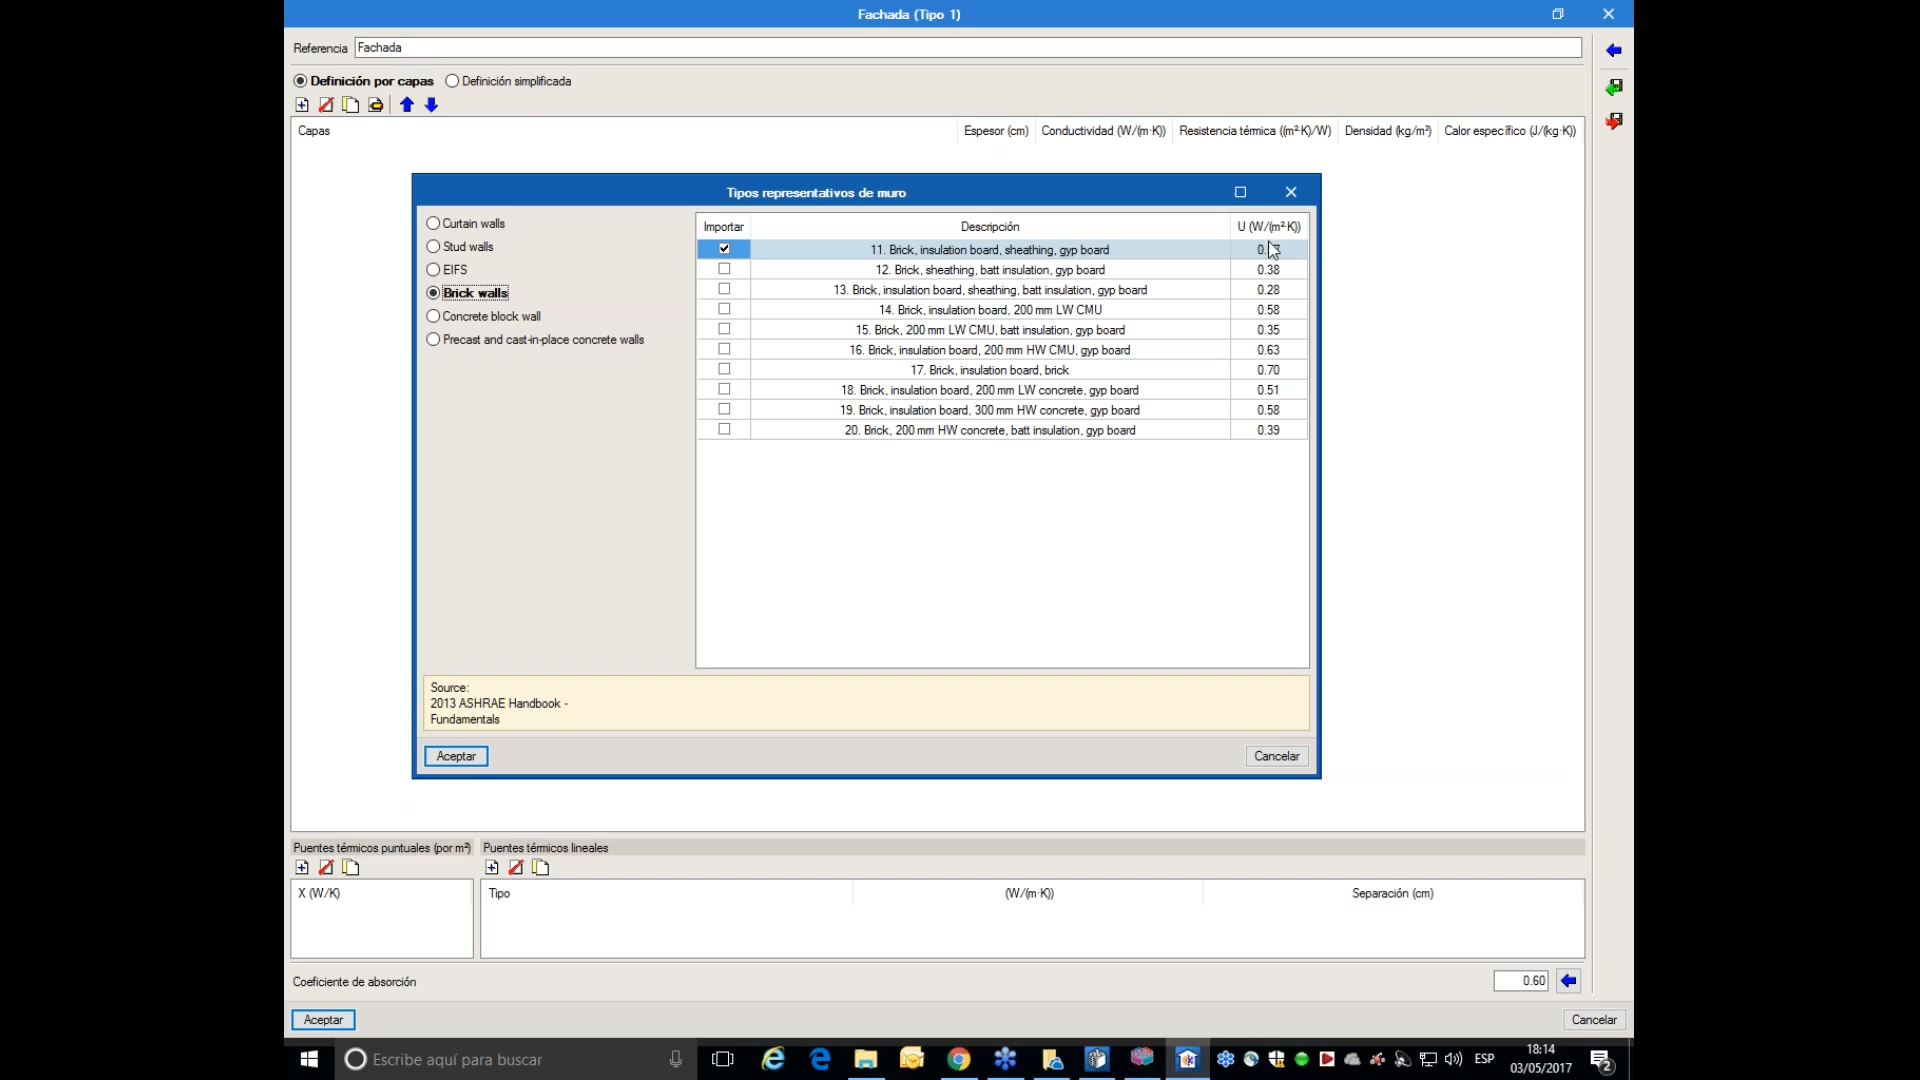 Fachada (Tipo 1)
Referencia Fachada
Definición por capas Definición simplificada
Capas Espesor (cm) Conductividad (W/(m·K)) Resistencia térmica ((m²·K)/W) Densidad (kg/m³) Calor específico (J/(kg·K))
Tipos representativos de muro
Curtain walls
Stud walls
EIFS
Brick walls
Concrete block wall
Precast and cast-in-place concrete walls
Importar Descripción U (W/(m²·K))
11. Brick, insulation board, sheathing, gyp board
12. Brick, sheathing, batt insulation, gyp board 0.38
13. Brick, insulation board, sheathing, batt insulation, gyp board 0.28
14. Brick, insulation board, 200 mm LW CMU 0.58
15. Brick, 200 mm LW CMU, batt insulation, gyp board 0.35
16. Brick, insulation board, 200 mm HW CMU, gyp board 0.63
17. Brick, insulation board, brick 0.70
18. Brick, insulation board, 200 mm LW concrete, gyp board 0.51
19. Brick, insulation board, 300 mm HW concrete, gyp board 0.58
20. Brick, 200 mm HW concrete, batt insulation, gyp board 0.39
Source:
2013 ASHRAE Handbook -
Fundamentals
Aceptar Cancelar
Puentes térmicos puntuales (por m²) Puentes térmicos lineales
X (W/K) Tipo (W/(m·K)) Separación (cm)
Coeficiente de absorción 0.60
Aceptar Cancelar
Escribe aquí para buscar
ESP
18:14
03/05/2017
2